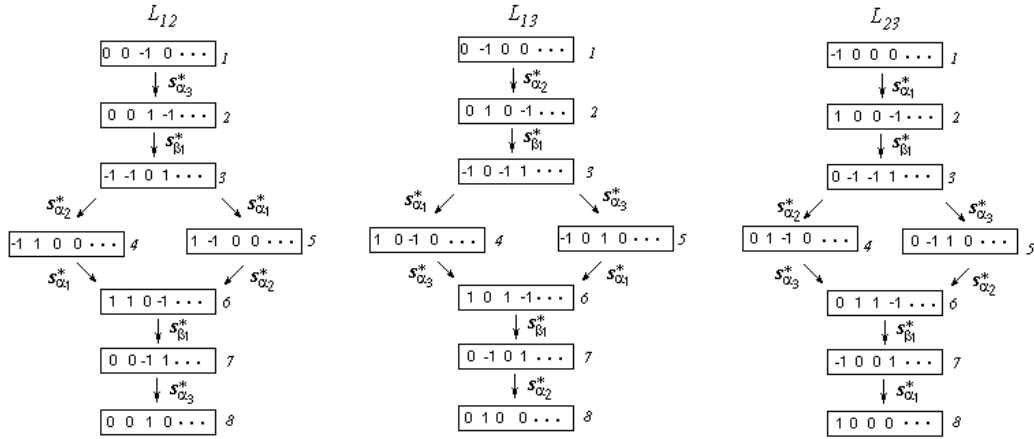 L12 L13 L23
0 0 -1 0 · · · 1 0 -1 0 0 · · · 1 -1 0 0 0 · · · 1
s*α3 s*α2 s*α1
0 0 1 -1 · · · 2 0 1 0 -1 · · · 2 1 0 0 -1 · · · 2
s*β1 s*β1 s*β1
-1 -1 0 1 · · · 3 -1 0 -1 1 · · · 3 0 -1 -1 1 · · · 3
s*α2 s*α1 s*α1 s*α3 s*α2 s*α3
-1 1 0 0 · · · 4 1 -1 0 0 · · · 5 1 0 -1 0 · · · 4 -1 0 1 0 · · · 5 0 1 -1 0 · · · 4 0 -1 1 0 · · · 5
s*α1 s*α2 s*α3 s*α1 s*α3 s*α2
1 1 0 -1 · · · 6 1 0 1 -1 · · · 6 0 1 1 -1 · · · 6
s*β1 s*β1 s*β1
0 0 -1 1 · · · 7 0 -1 0 1 · · · 7 -1 0 0 1 · · · 7
s*α3 s*α2 s*α1
0 0 1 0 · · · 8 0 1 0 0 · · · 8 1 0 0 0 · · · 8